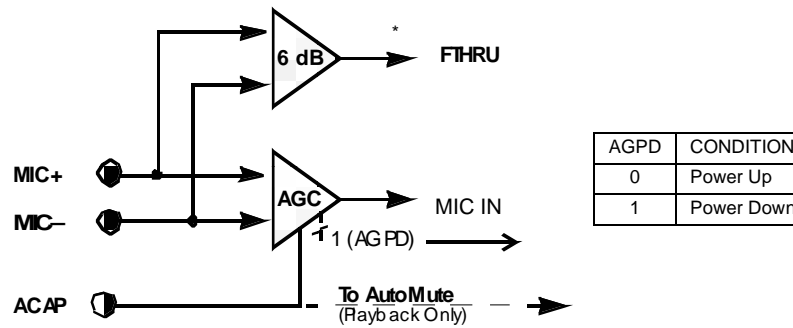 *
6 dB
FTHRU
MIC+
AGC
MIC IN
MIC–
1 (AGPD)
ACAP
To AutoMute
(Playback Only)
AGPD CONDITION
0 Power Up
1 Power Down